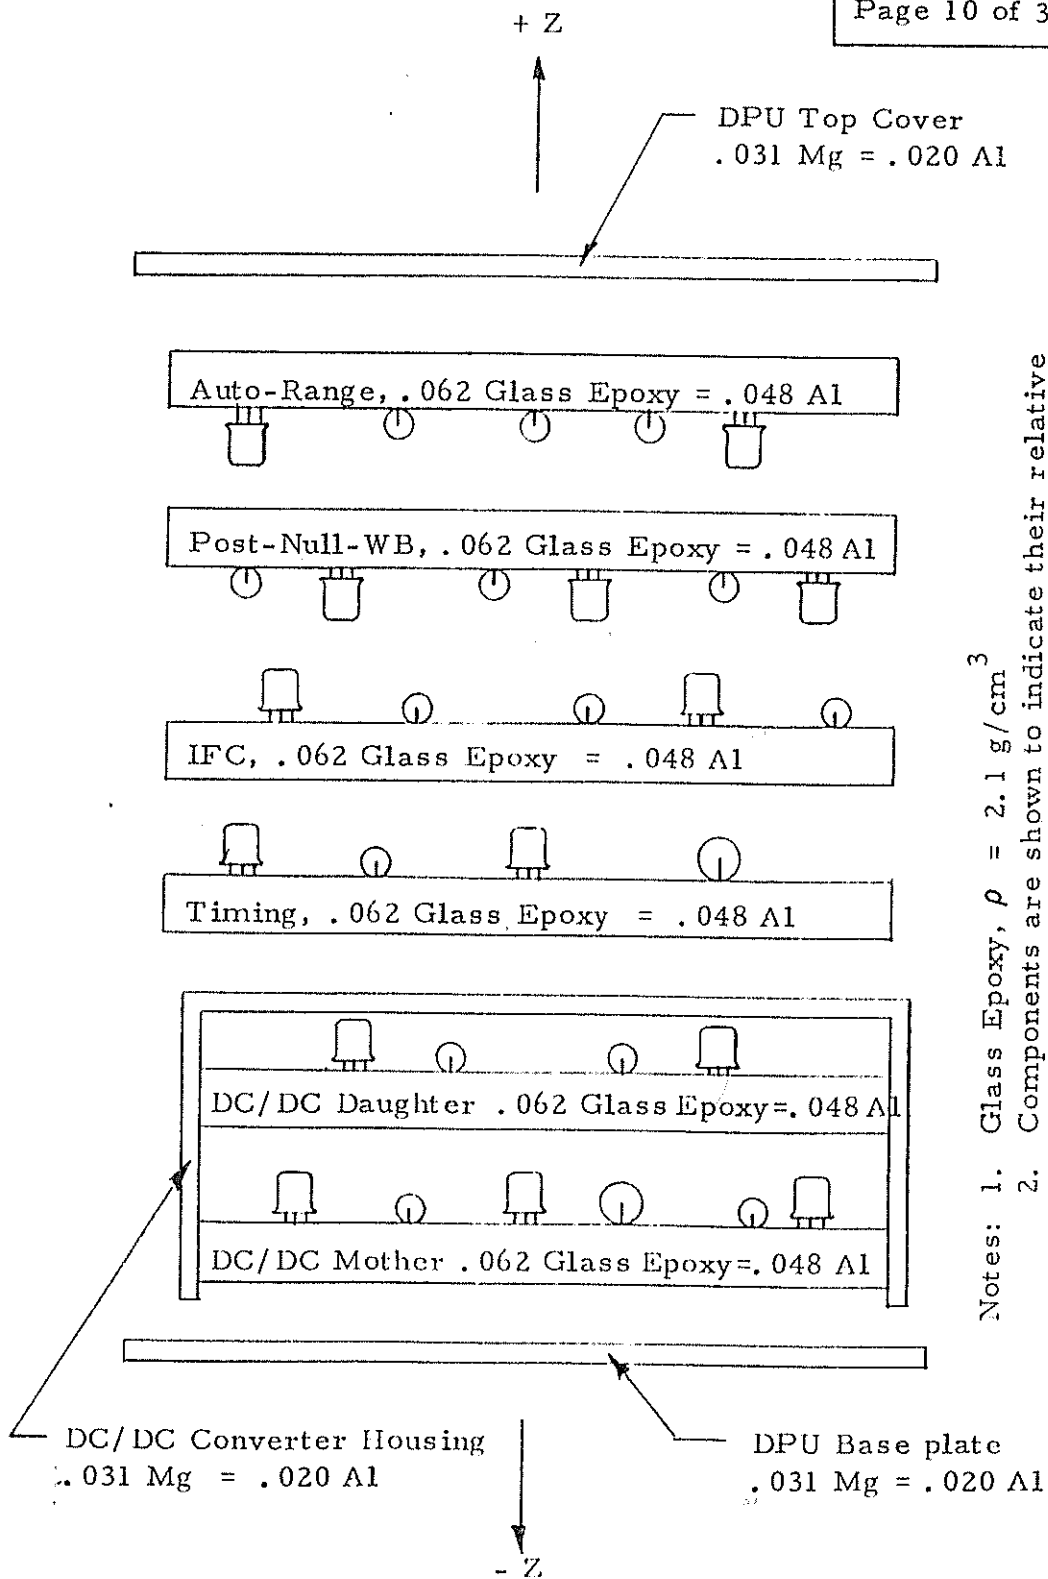 Page 10 of 3
+ Z
DPU Top Cover
.031 Mg = .020 Al
Auto-Range, .062 Glass Epoxy = .048 Al
Post-Null-WB, .062 Glass Epoxy = .048 Al
IFC, .062 Glass Epoxy = .048 Al
Timing, .062 Glass Epoxy = .048 Al
DC/DC Daughter .062 Glass Epoxy=.048 Al
DC/DC Mother .062 Glass Epoxy=.048 Al
DC/DC Converter Housing
.031 Mg = .020 Al
DPU Base plate
.031 Mg = .020 Al
- Z
Notes: 1. Glass Epoxy, ρ = 2.1 g/cm³
2. Components are shown to indicate their relative